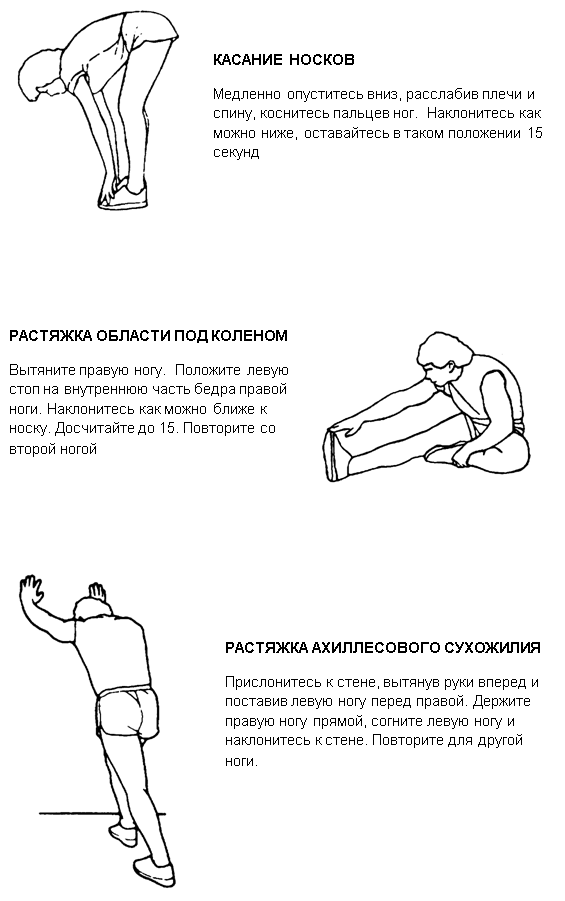 КАСАНИЕ НОСКОВ
Медленно опуститесь вниз, расслабив плечи и
спину, коснитесь пальцев ног. Наклонитесь как
можно ниже, оставайтесь в таком положении 15
секунд
РАСТЯЖКА ОБЛАСТИ ПОД КОЛЕНОМ
Вытяните правую ногу. Положите левую
стоп на внутреннюю часть бедра правой
ноги. Наклонитесь как можно ближе к
носку. Досчитайте до 15. Повторите со
второй ногой
РАСТЯЖКА АХИЛЛЕСОВОГО СУХОЖИЛИЯ
Прислонитесь к стене, вытянув руки вперед и
поставив левую ногу перед правой. Держите
правую ногу прямой, согните левую ногу и
наклонитесь к стене. Повторите для другой
ноги.